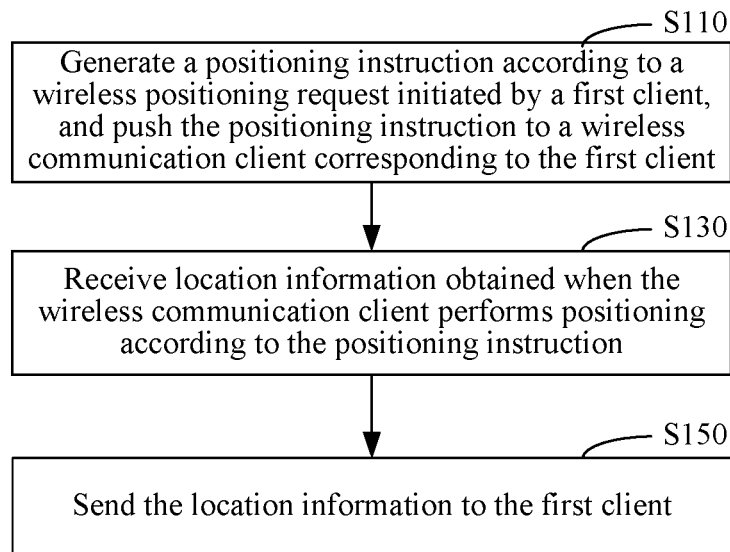 S110
Generate a positioning instruction according to a
wireless positioning request initiated by a first client,
and push the positioning instruction to a wireless
communication client corresponding to the first client
S130
Receive location information obtained when the
wireless communication client performs positioning
according to the positioning instruction
S150
Send the location information to the first client